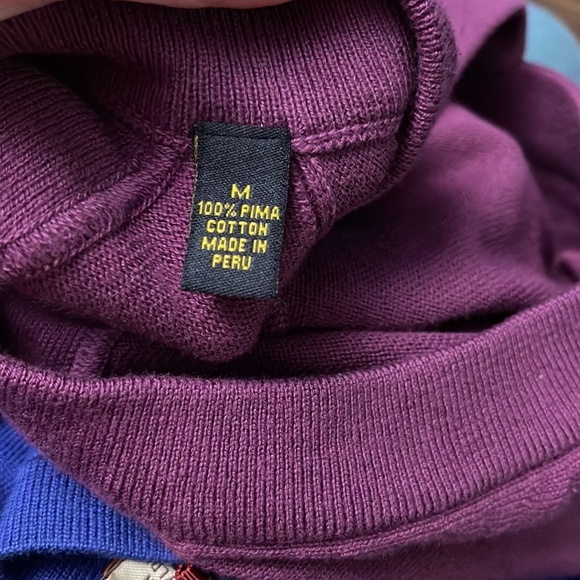 M
100% PIMA
COTTON
MADE IN
PERU